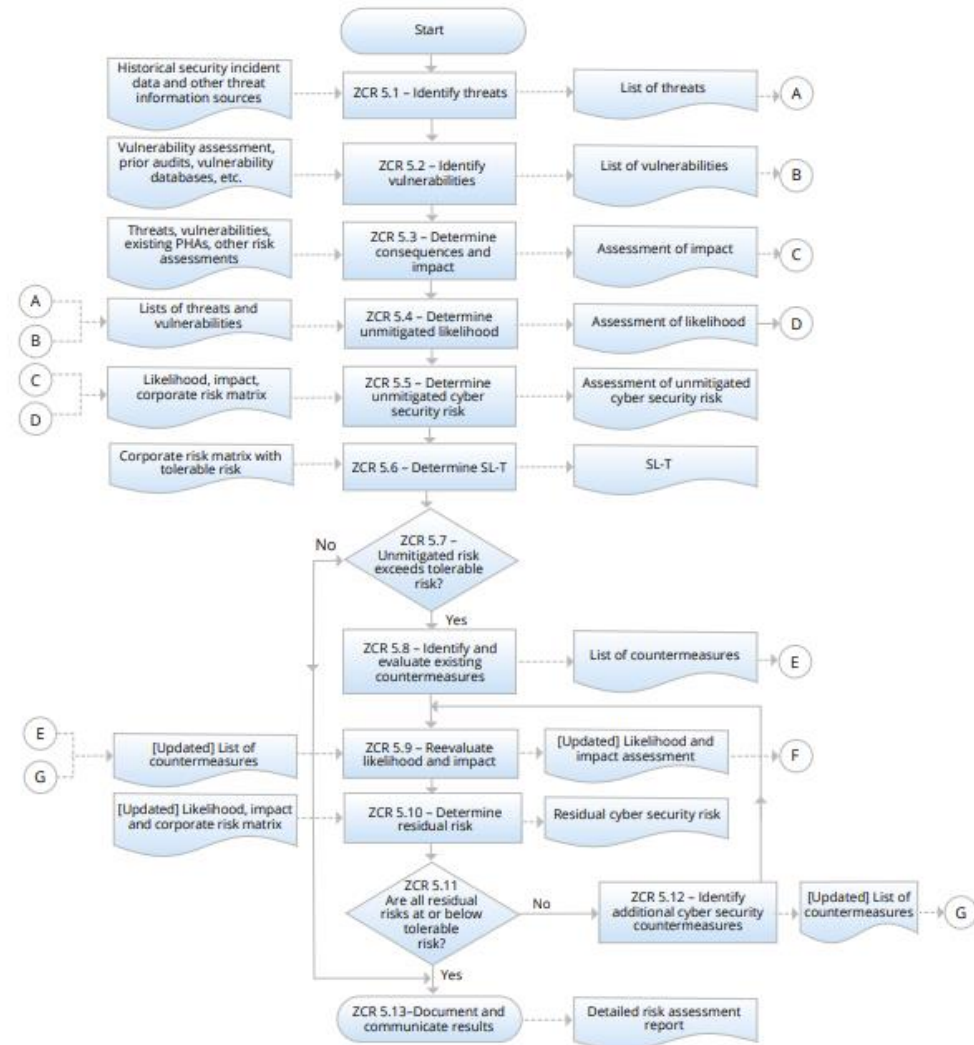 Start
Historical security incident
data and other threat
information sources
ZCR 5.1 – Identify threats
List of threats
A
Vulnerability assessment,
prior audits, vulnerability
databases, etc.
ZCR 5.2 – Identify
vulnerabilities
List of vulnerabilities
B
Threats, vulnerabilities,
existing PHAs, other risk
assessments
ZCR 5.3 – Determine
consequences and
impact
Assessment of impact
C
A
B
Lists of threats and
vulnerabilities
ZCR 5.4 – Determine
unmitigated likelihood
Assessment of likelihood
D
C
D
Likelihood, impact,
corporate risk matrix
ZCR 5.5 – Determine
unmitigated cyber
security risk
Assessment of unmitigated
cyber security risk
Corporate risk matrix with
tolerable risk
ZCR 5.6 – Determine SL-T
SL-T
No
ZCR 5.7 –
Unmitigated risk
exceeds tolerable
risk?
Yes
ZCR 5.8 – Identify and
evaluate existing
countermeasures
List of countermeasures
E
E
G
[Updated] List of
countermeasures
ZCR 5.9 – Reevaluate
likelihood and impact
[Updated] Likelihood and
impact assessment
F
[Updated] Likelihood, impact
and corporate risk matrix
ZCR 5.10 – Determine
residual risk
Residual cyber security risk
ZCR 5.11
Are all residual
risks at or below
tolerable
risk?
No
ZCR 5.12 – Identify
additional cyber security
countermeasures
[Updated] List of
countermeasures
G
Yes
ZCR 5.13–Document and
communicate results
Detailed risk assessment
report